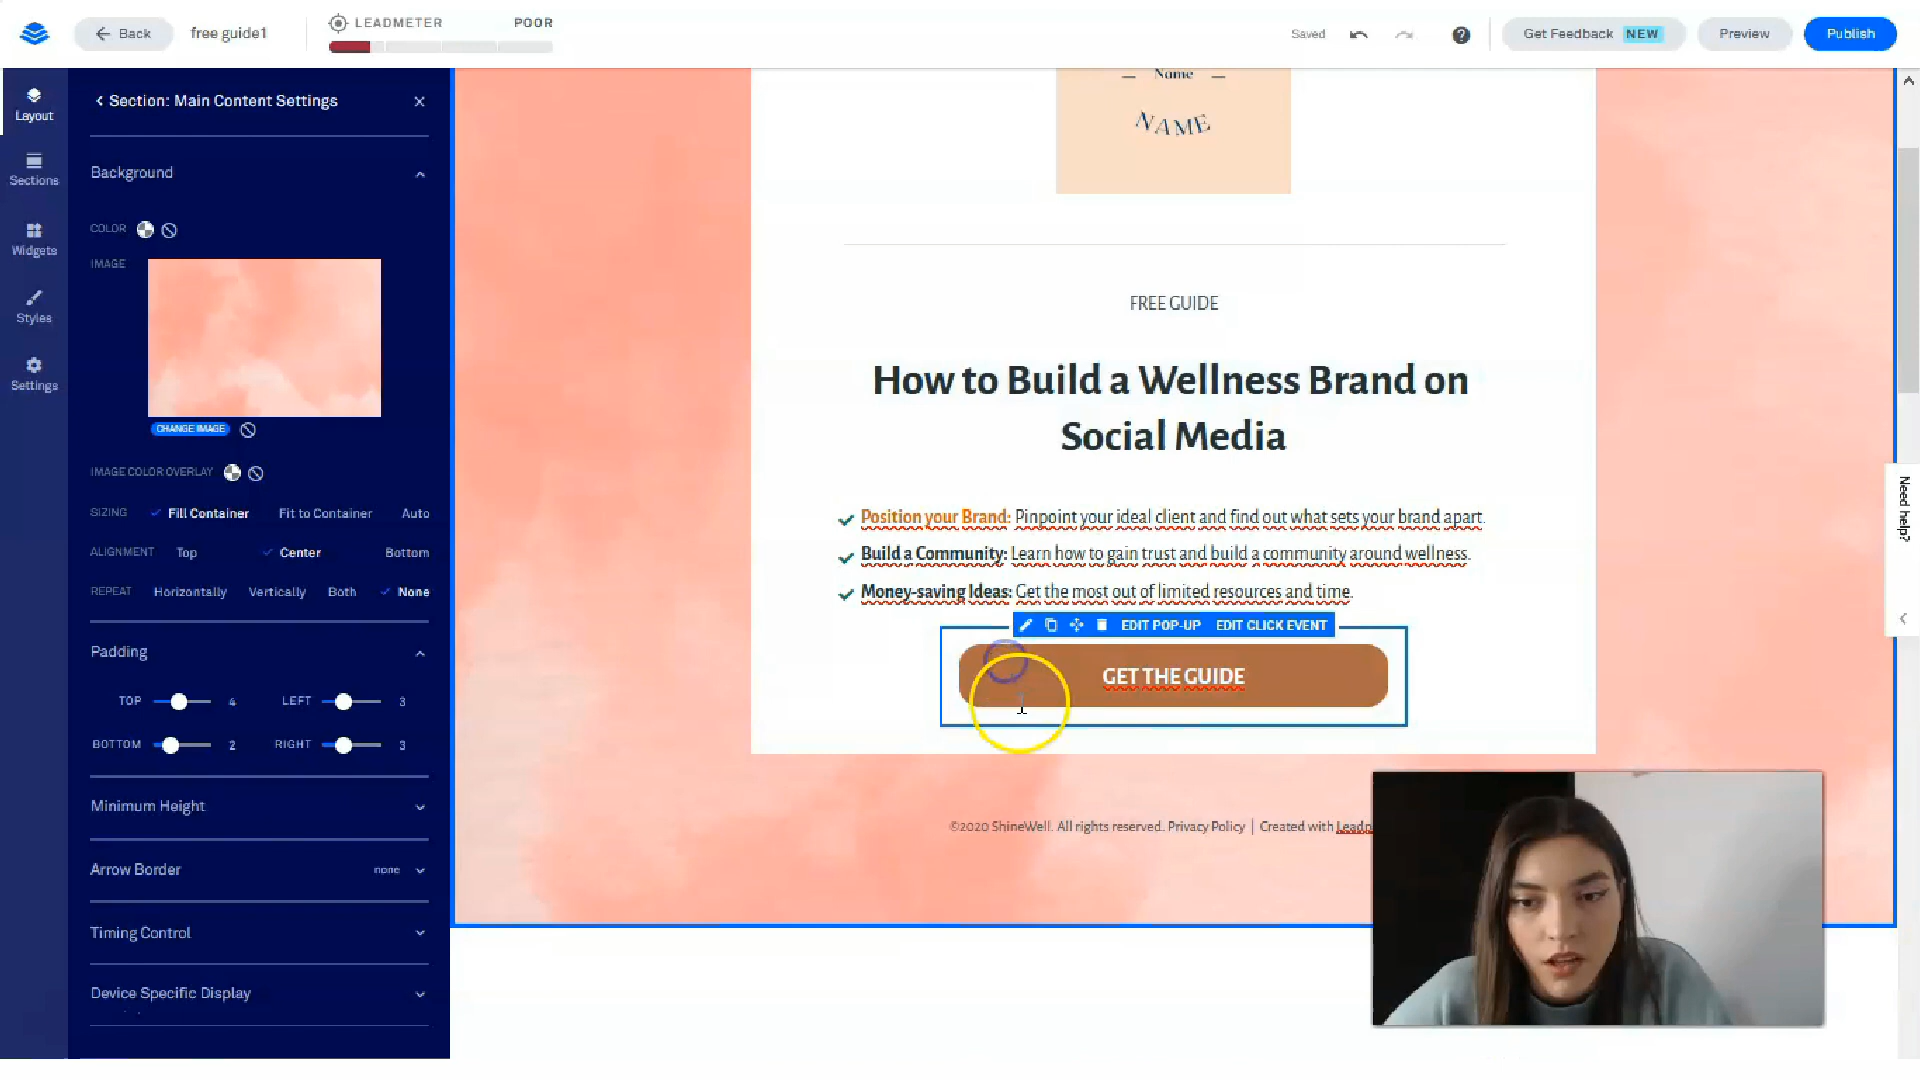 Back
free guide1
LEADMETER
POOR
Saved
Get Feedback NEW
Preview
Publish
Layout
Sections
Widgets
Styles
Settings
Section: Main Content Settings
Background
COLOR
IMAGE
CHANGE IMAGE
IMAGE COLOR OVERLAY
SIZING Fill Container Fit to Container Auto
ALIGNMENT Top Center Bottom
REPEAT Horizontally Vertically Both None
Padding
TOP 4 LEFT 3
BOTTOM 2 RIGHT 3
Minimum Height
Arrow Border none
Timing Control
Device Specific Display
Name
NAME
FREE GUIDE
How to Build a Wellness Brand on
Social Media
Position your Brand: Pinpoint your ideal client and find out what sets your brand apart.
Build a Community: Learn how to gain trust and build a community around wellness.
Money-saving Ideas: Get the most out of limited resources and time.
EDIT POP-UP EDIT CLICK EVENT
GET THE GUIDE
©2020 ShineWell. All rights reserved. Privacy Policy | Created with Leadp
Need help?